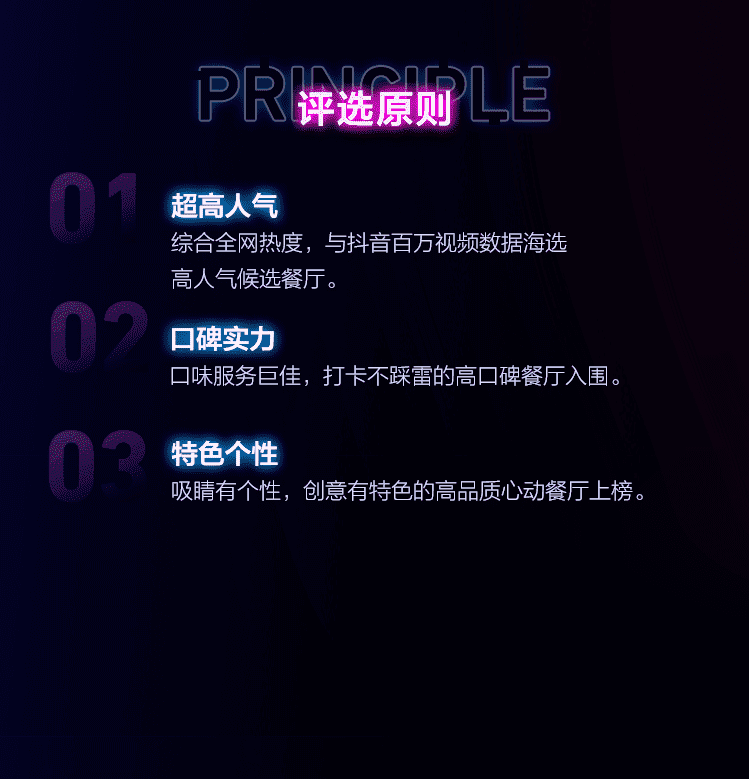 PRINCIPLE
评选原则
01
超高人气
综合全网热度，与抖音百万视频数据海选
高人气候选餐厅。
02
口碑实力
口味服务巨佳，打卡不踩雷的高口碑餐厅入围。
03
特色个性
吸睛有个性，创意有特色的高品质心动餐厅上榜。